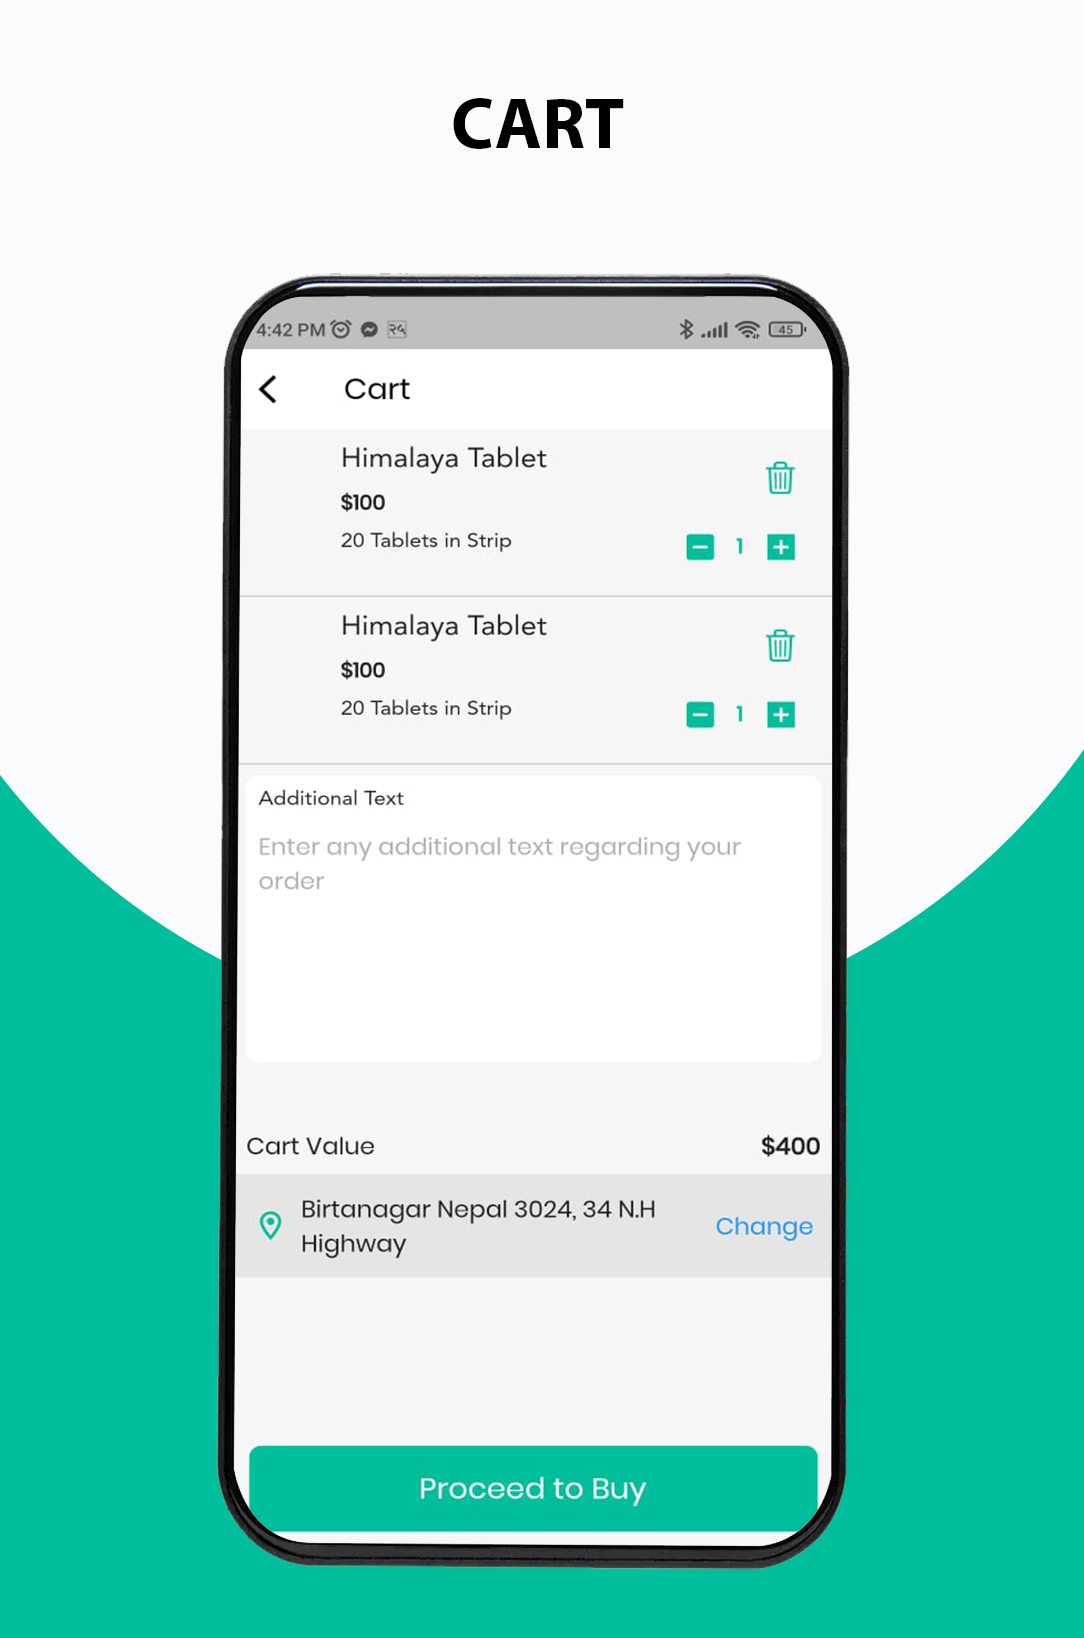 CART
4:42 PM
45
Cart
Himalaya Tablet
$100
20 Tablets in Strip
1
Himalaya Tablet
$100
20 Tablets in Strip
1
Additional Text
Enter any additional text regarding your
order
Cart Value
$400
Birtanagar Nepal 3024, 34 N.H
Highway
Change
Proceed to Buy